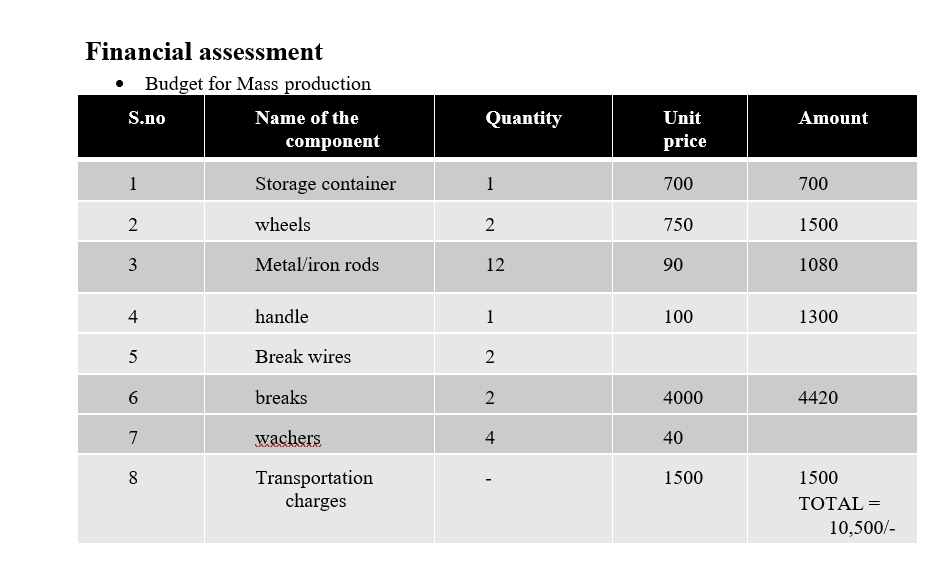 Financial assessment
• Budget for Mass production
S.no Name of the component Quantity Unit price Amount
1 Storage container 1 700 700
2 wheels 2 750 1500
3 Metal/iron rods 12 90 1080
4 handle 1 100 1300
5 Break wires 2
6 breaks 2 4000 4420
7 wachers 4 40
8 Transportation charges - 1500 1500
TOTAL =
10,500/-